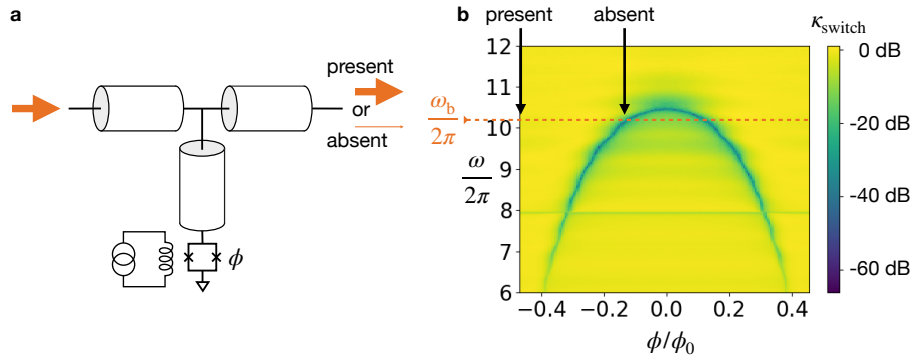 a
present
or
absent
ϕ
b
present
absent
κ_switch
ω_b/2π
ω/2π
12
11
10
9
8
7
6
−0.4
−0.2
0.0
0.2
0.4
ϕ/ϕ₀
0 dB
-20 dB
-40 dB
-60 dB